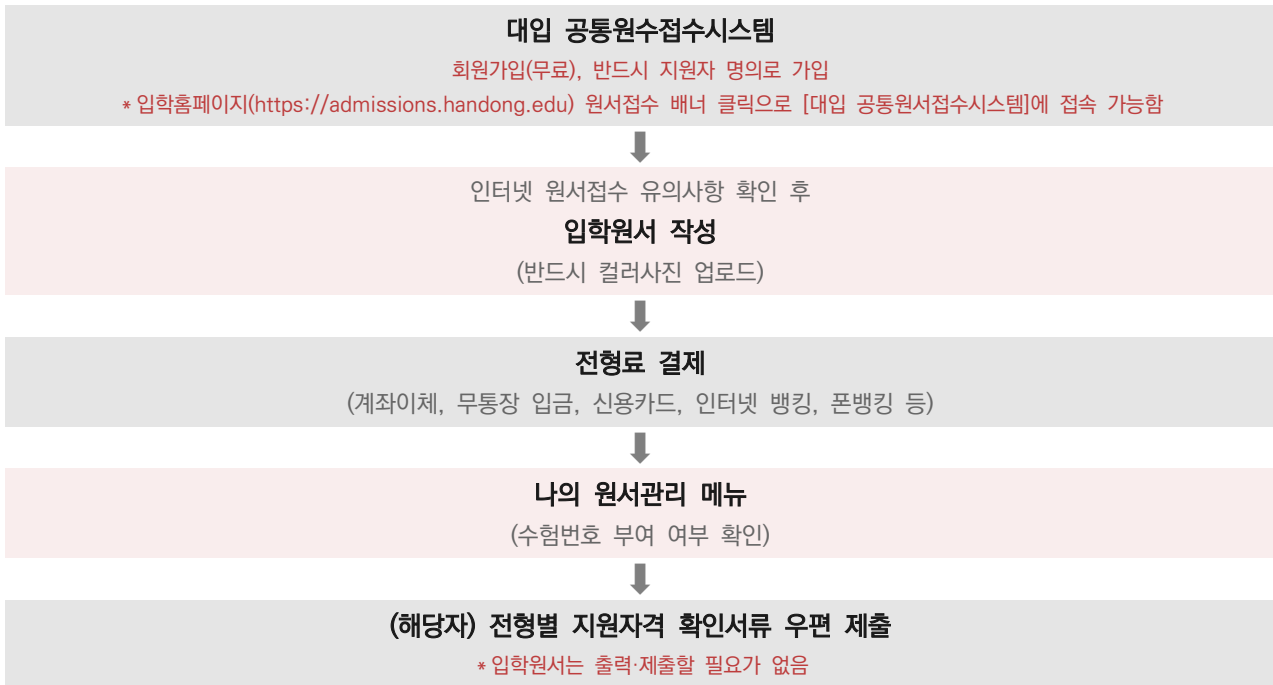 대입 공통원수접수시스템
회원가입(무료), 반드시 지원자 명의로 가입
* 입학홈페이지(https://admissions.handong.edu) 원서접수 배너 클릭으로 [대입 공통원서접수시스템]에 접속 가능함
인터넷 원서접수 유의사항 확인 후
입학원서 작성
(반드시 컬러사진 업로드)
전형료 결제
(계좌이체, 무통장 입금, 신용카드, 인터넷 뱅킹, 폰뱅킹 등)
나의 원서관리 메뉴
(수험번호 부여 여부 확인)
(해당자) 전형별 지원자격 확인서류 우편 제출
* 입학원서는 출력·제출할 필요가 없음